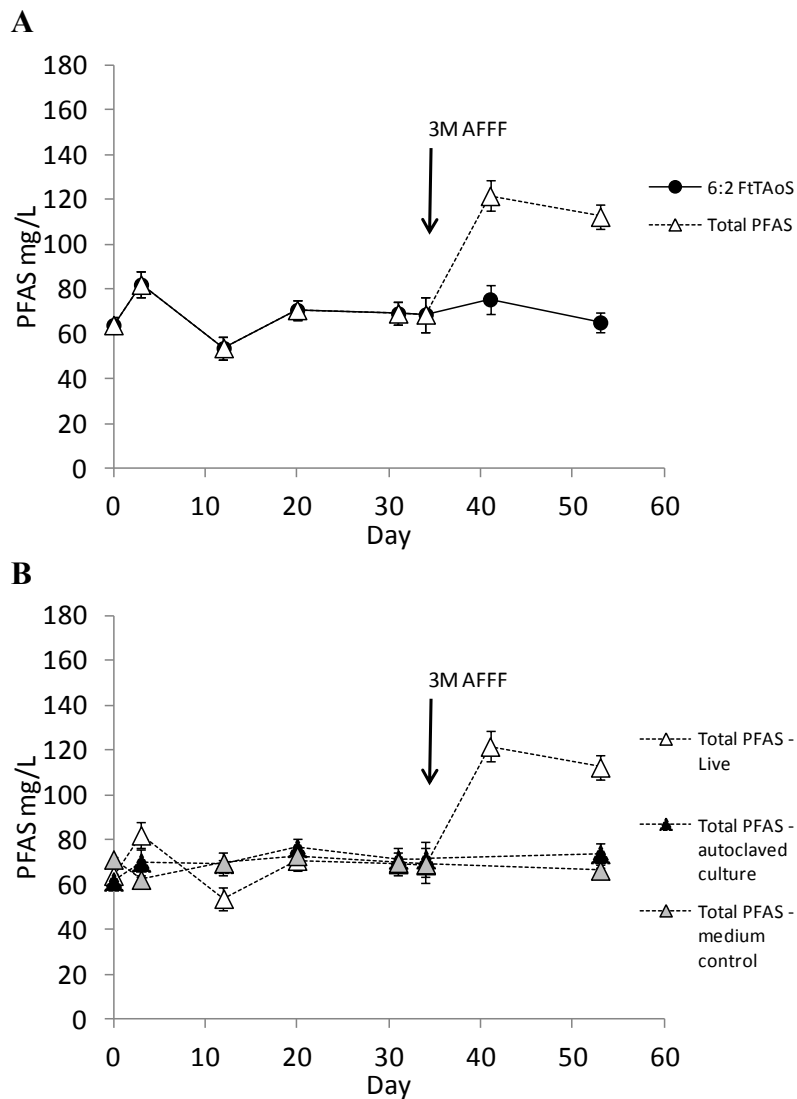 A
180
160
140
120
100
80
60
40
20
0
PFAS mg/L
3M AFFF
6:2 FtTAoS
Total PFAS
0 10 20 30 40 50 60
Day
B
180
160
140
120
100
80
60
40
20
0
PFAS mg/L
3M AFFF
Total PFAS -
Live
Total PFAS -
autoclaved
culture
Total PFAS -
medium
control
0 10 20 30 40 50 60
Day